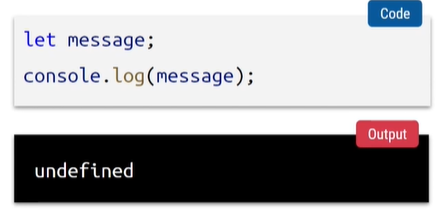 Code
let message;
console.log(message);
Output
undefined